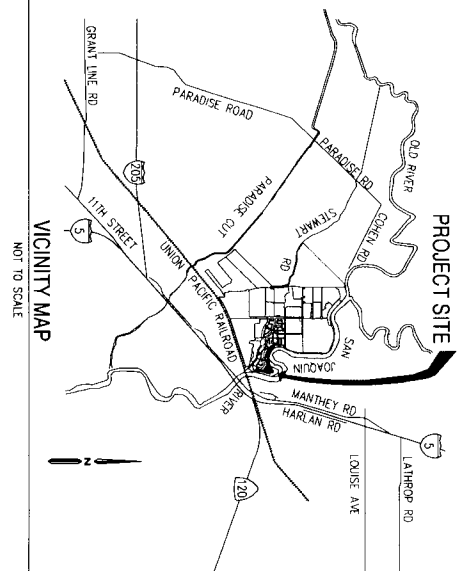 PROJECT SITE
OLD RIVER
COHEN RD
PARADISE RD
STEWART
RD
PARADISE ROAD
GRANT LINE RD
PARADISE CUT
205
11TH STREET
5
UNION PACIFIC RAILROAD
SAN
JOAQUIN
RIVER
MANTHEY RD
HARLAN RD
5
LATHROP RD
LOUISE AVE
120
Z
VICINITY MAP
NOT TO SCALE